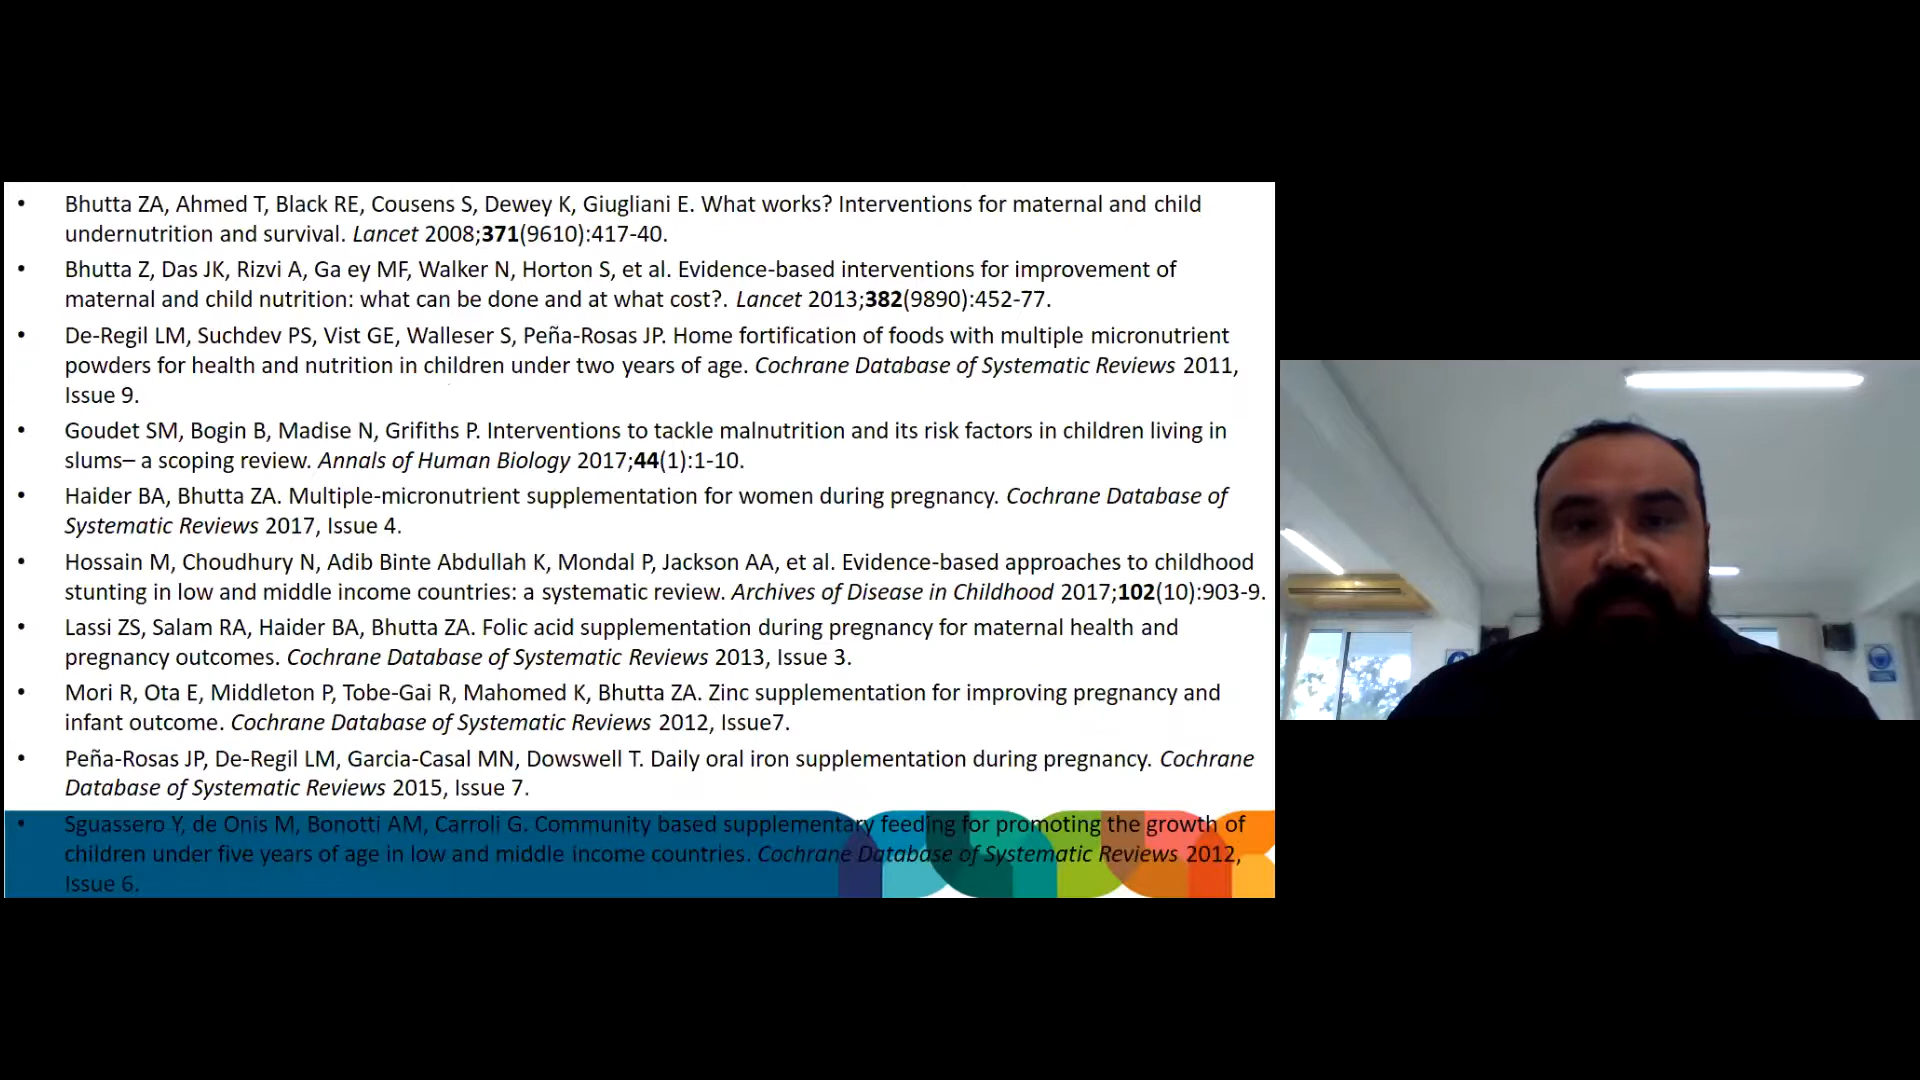 • Bhutta ZA, Ahmed T, Black RE, Cousens S, Dewey K, Giugliani E. What works? Interventions for maternal and child
undernutrition and survival. Lancet 2008;371(9610):417-40.
• Bhutta Z, Das JK, Rizvi A, Ga ey MF, Walker N, Horton S, et al. Evidence-based interventions for improvement of
maternal and child nutrition: what can be done and at what cost?. Lancet 2013;382(9890):452-77.
• De-Regil LM, Suchdev PS, Vist GE, Walleser S, Peña-Rosas JP. Home fortification of foods with multiple micronutrient
powders for health and nutrition in children under two years of age. Cochrane Database of Systematic Reviews 2011,
Issue 9.
• Goudet SM, Bogin B, Madise N, Grifiths P. Interventions to tackle malnutrition and its risk factors in children living in
slums– a scoping review. Annals of Human Biology 2017;44(1):1-10.
• Haider BA, Bhutta ZA. Multiple-micronutrient supplementation for women during pregnancy. Cochrane Database of
Systematic Reviews 2017, Issue 4.
• Hossain M, Choudhury N, Adib Binte Abdullah K, Mondal P, Jackson AA, et al. Evidence-based approaches to childhood
stunting in low and middle income countries: a systematic review. Archives of Disease in Childhood 2017;102(10):903-9.
• Lassi ZS, Salam RA, Haider BA, Bhutta ZA. Folic acid supplementation during pregnancy for maternal health and
pregnancy outcomes. Cochrane Database of Systematic Reviews 2013, Issue 3.
• Mori R, Ota E, Middleton P, Tobe-Gai R, Mahomed K, Bhutta ZA. Zinc supplementation for improving pregnancy and
infant outcome. Cochrane Database of Systematic Reviews 2012, Issue7.
• Peña-Rosas JP, De-Regil LM, Garcia-Casal MN, Dowswell T. Daily oral iron supplementation during pregnancy. Cochrane
Database of Systematic Reviews 2015, Issue 7.
• Sguassero Y, de Onis M, Bonotti AM, Carroli G. Community based supplementary feeding for promoting the growth of
children under five years of age in low and middle income countries. Cochrane Database of Systematic Reviews 2012,
Issue 6.